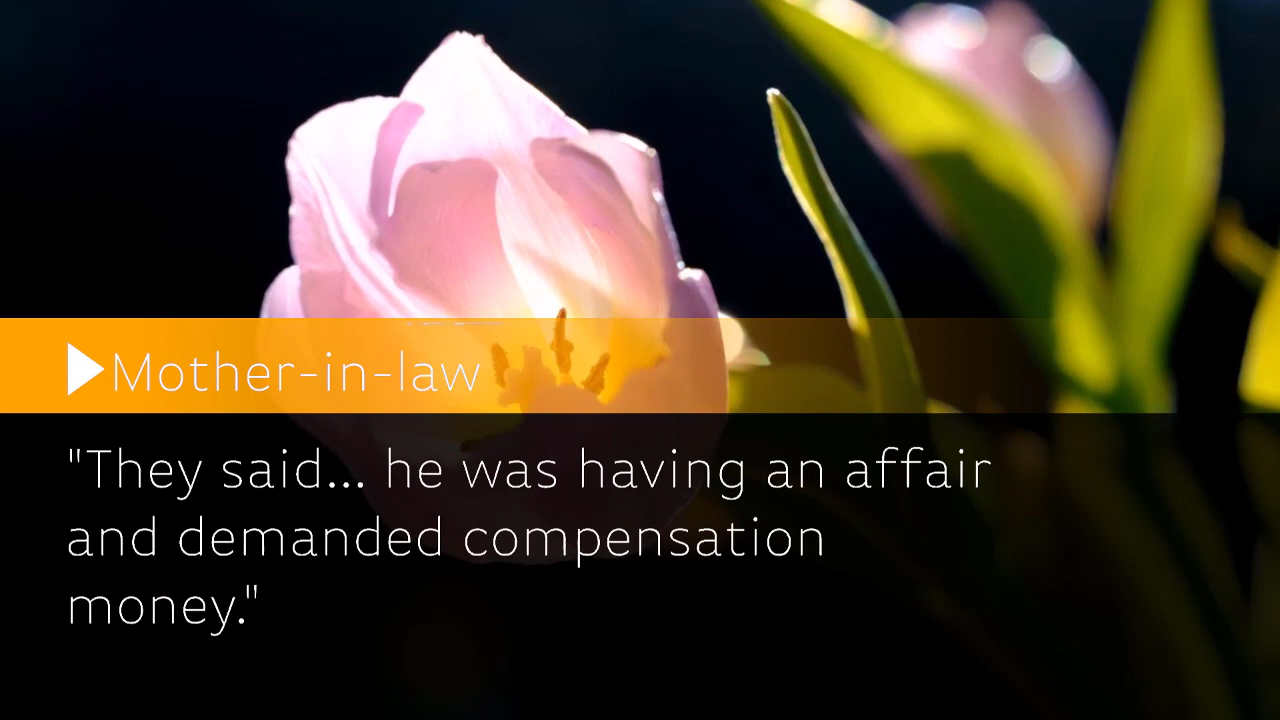 ▶Mother-in-law
"They said... he was having an affair
and demanded compensation
money."